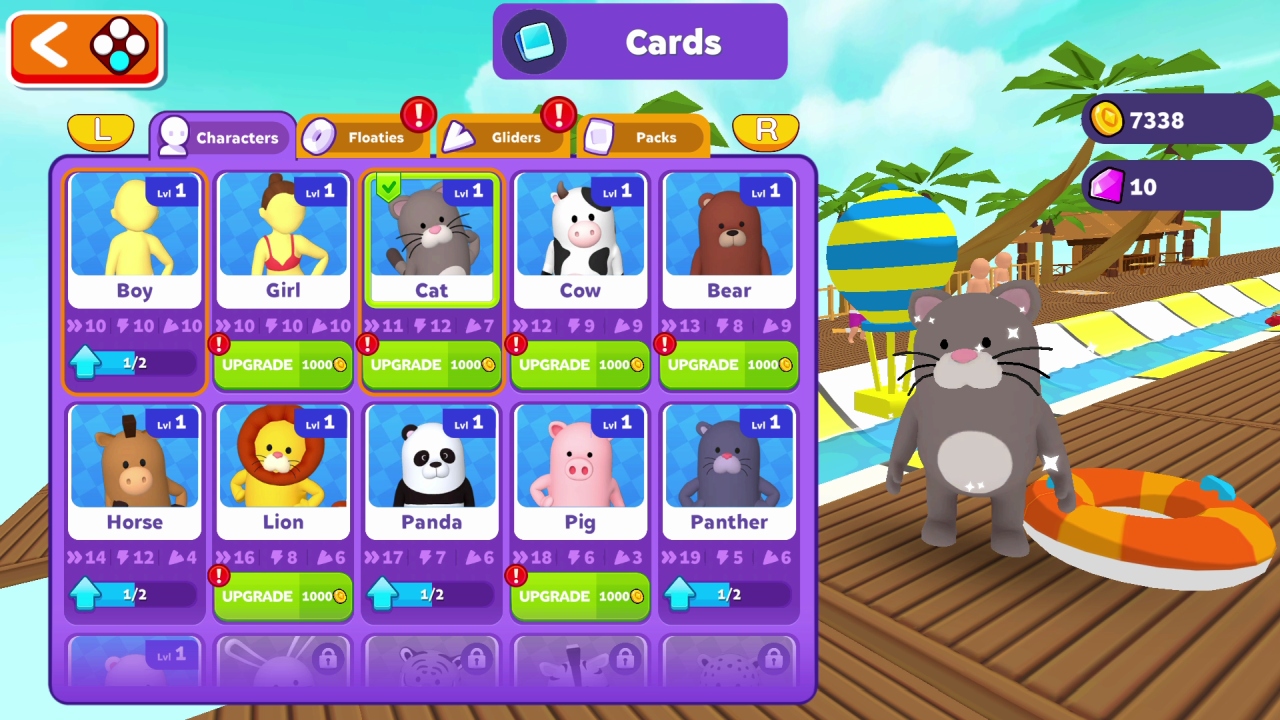 Cards
7338
10
L
Characters
!
Floaties
!
Gliders
Packs
R
Lvl 1
Lvl 1
Lvl 1
Lvl 1
Lvl 1
Boy
Girl
Cat
Cow
Bear
10 10 10
10 10 10
11 12 7
12 9 9
13 8 9
1/2
! UPGRADE 1000
! UPGRADE 1000
! UPGRADE 1000
! UPGRADE 1000
Lvl 1
Lvl 1
Lvl 1
Lvl 1
Lvl 1
Horse
Lion
Panda
Pig
Panther
14 12 4
16 8 6
17 7 6
18 6 3
19 5 6
1/2
! UPGRADE 1000
1/2
! UPGRADE 1000
1/2
Lvl 1